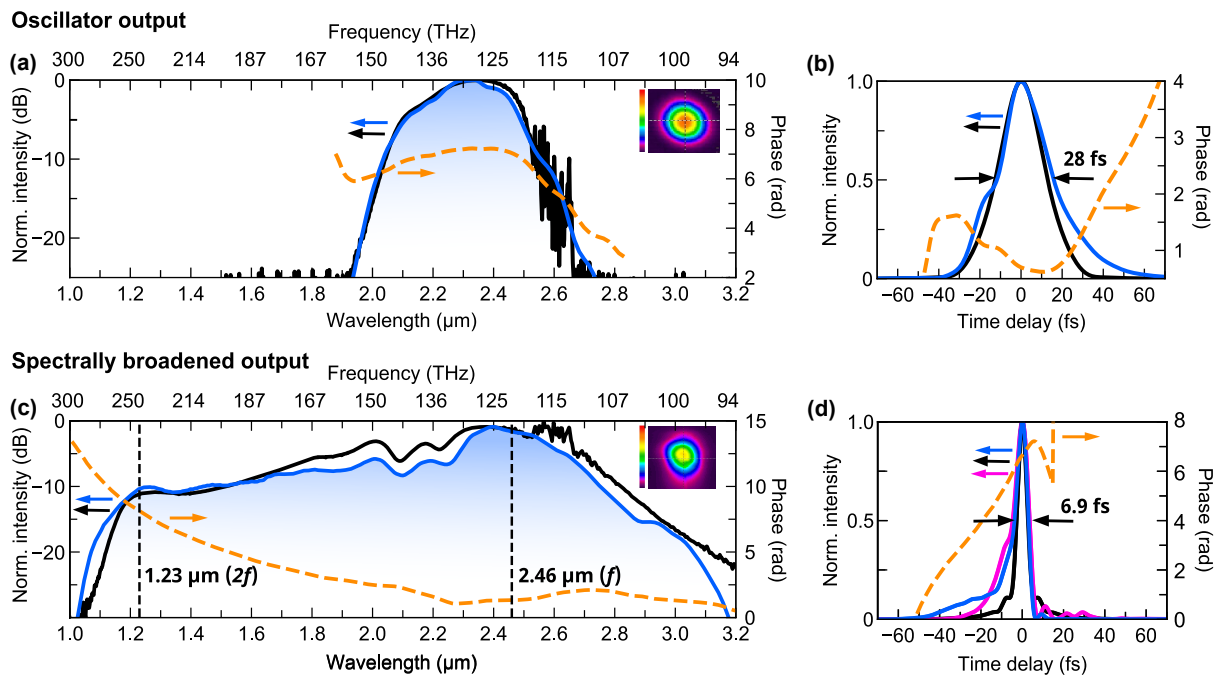 Oscillator output
Frequency (THz)
300 250 214 187 167 150 136 125 115 107 100 94
(a)
Norm. intensity (dB)
0
−10
−20
10
8
6
4
2
Phase (rad)
1.0 1.2 1.4 1.6 1.8 2.0 2.2 2.4 2.6 2.8 3.0 3.2
Wavelength (µm)
(b)
Norm. intensity
1.0
0.5
0
28 fs
4
3
2
1
Phase (rad)
−60 −40 −20 0 20 40 60
Time delay (fs)
Spectrally broadened output
Frequency (THz)
300 250 214 187 167 150 136 125 115 107 100 94
(c)
Norm. intensity (dB)
0
−10
−20
1.23 µm (2f)
2.46 µm (f)
15
10
5
0
Phase (rad)
1.0 1.2 1.4 1.6 1.8 2.0 2.2 2.4 2.6 2.8 3.0 3.2
Wavelength (µm)
(d)
Norm. intensity
1.0
0.5
0
6.9 fs
8
6
4
2
0
Phase (rad)
−60 −40 −20 0 20 40 60
Time delay (fs)